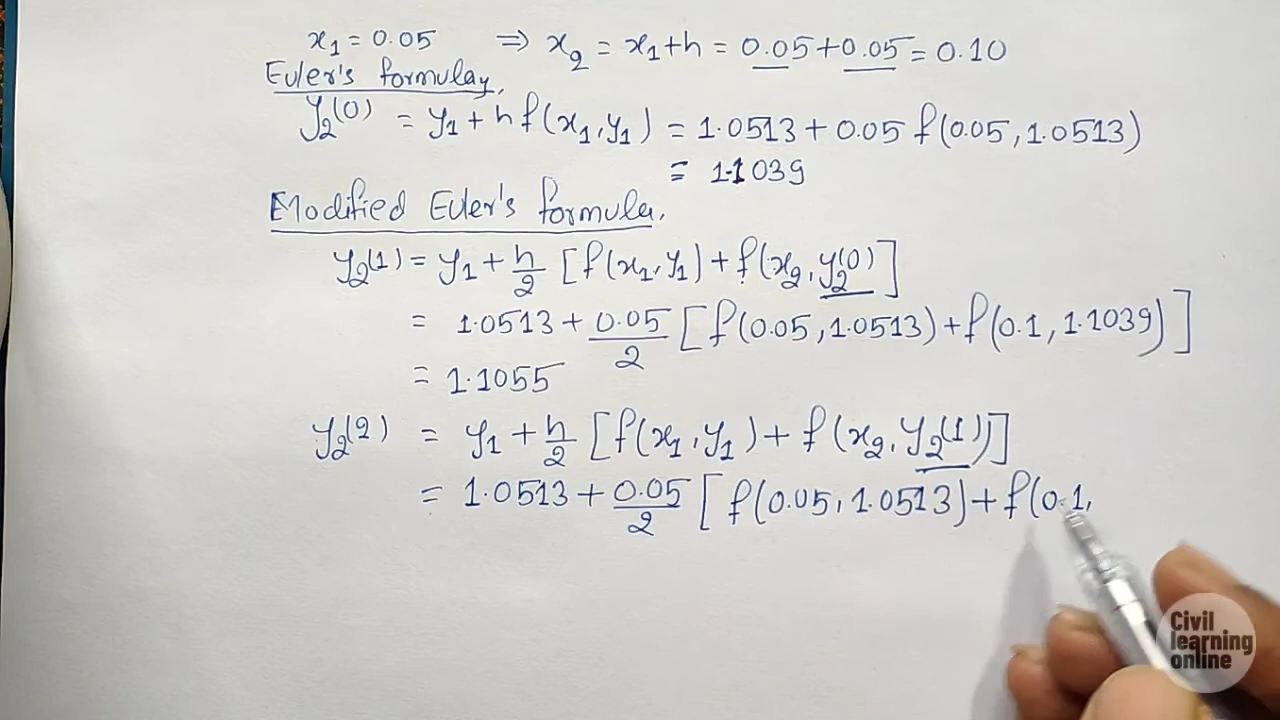 x₁ = 0.05 ⇒ x₂ = x₁+h = 0.05+0.05 = 0.10
Euler's formulay,
y₂(0) = y₁ + h f(x₁,y₁) = 1.0513 + 0.05 f(0.05, 1.0513)
= 1.1039
Modified Euler's formula.
y₂(1) = y₁ + h/2 [f(x₁,y₁) + f(x₂, y₂(0)]
= 1.0513 + 0.05/2 [f(0.05, 1.0513) + f(0.1, 1.1039)]
= 1.1055
y₂(2) = y₁ + h/2 [f(x₁,y₁) + f(x₂, y₂(1))]
= 1.0513 + 0.05/2 [f(0.05, 1.0513) + f(0.1,
Civil
learning
online